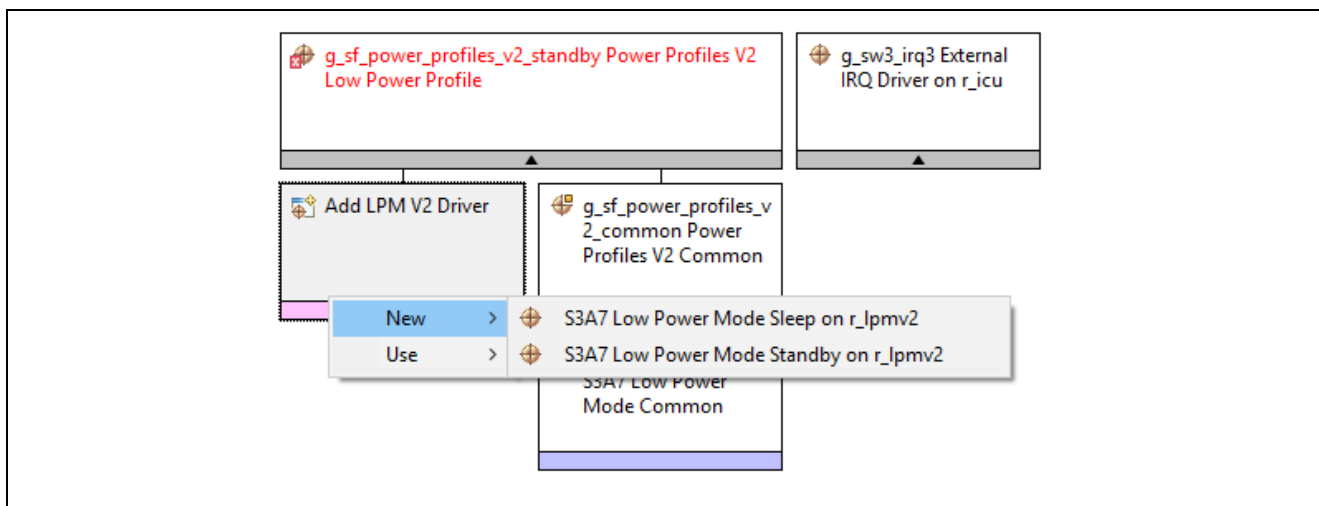 g_sf_power_profiles_v2_standby Power Profiles V2
Low Power Profile
g_sw3_irq3 External
IRQ Driver on r_icu
Add LPM V2 Driver
g_sf_power_profiles_v
2_common Power
Profiles V2 Common
New
S3A7 Low Power Mode Sleep on r_lpmv2
Use
S3A7 Low Power Mode Standby on r_lpmv2
S3A7 Low Power
Mode Common